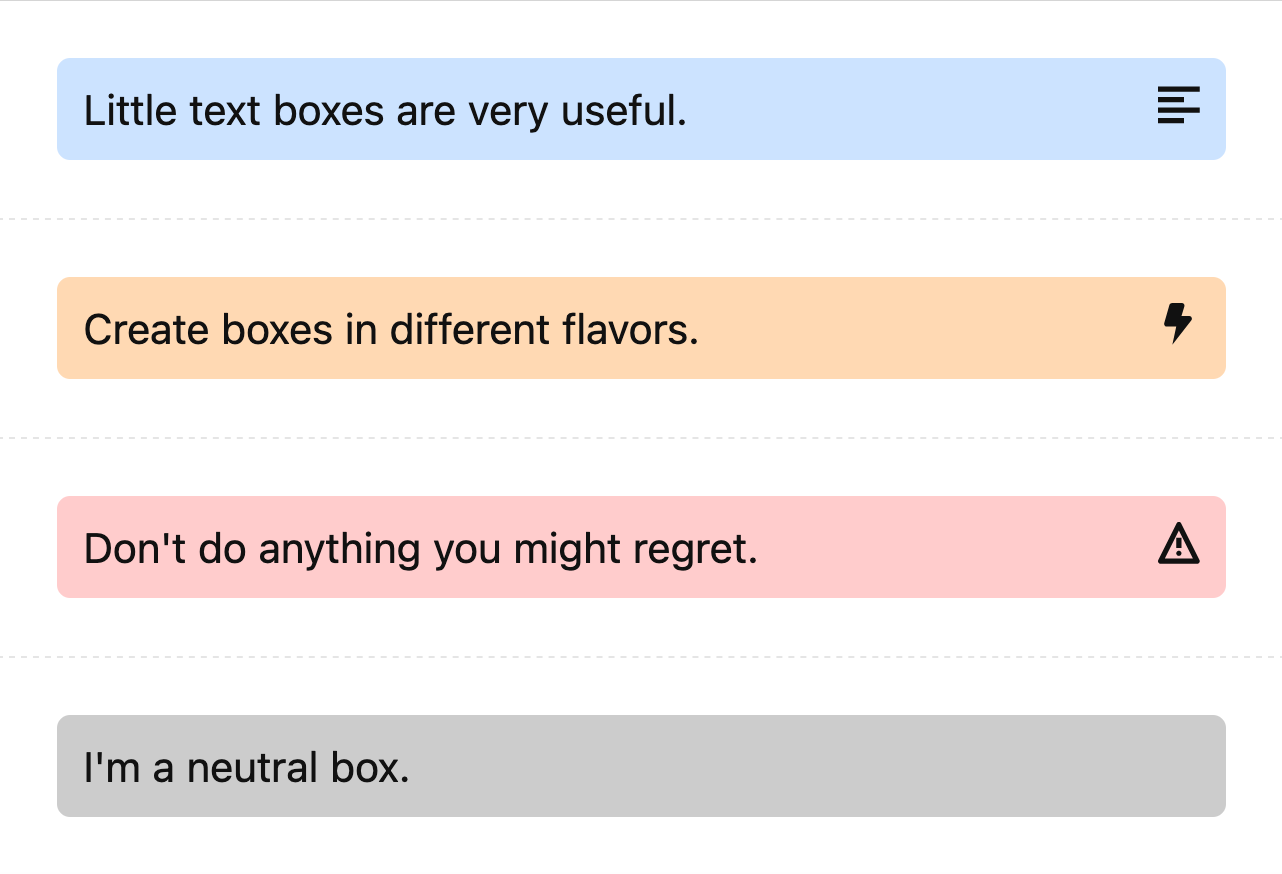 Little text boxes are very useful.
Create boxes in different flavors.
Don't do anything you might regret.
I'm a neutral box.